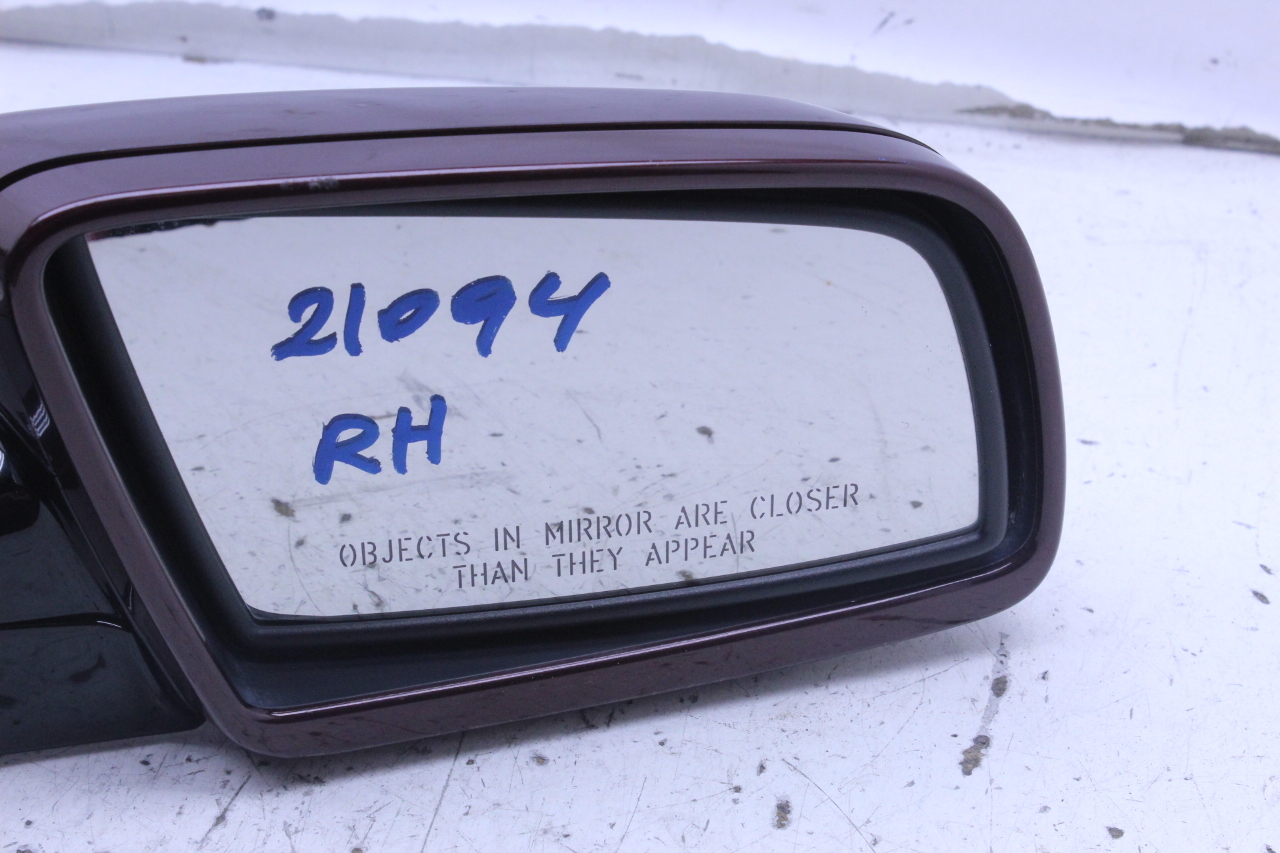 21094
RH
OBJECTS IN MIRROR ARE CLOSER
THAN THEY APPEAR